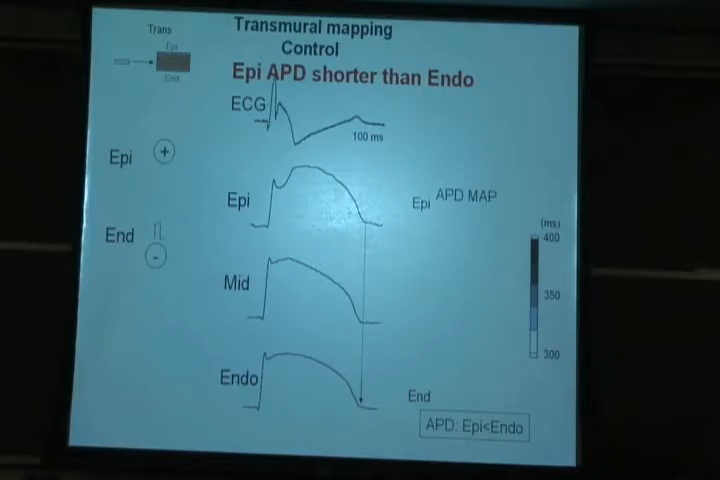 Trans
Epi
End
Transmural mapping
Control
Epi APD shorter than Endo
ECG
100 ms
Epi
+
Epi
Epi APD MAP
End
-
(ms)
400
350
300
Mid
Endo
End
APD: Epi<Endo